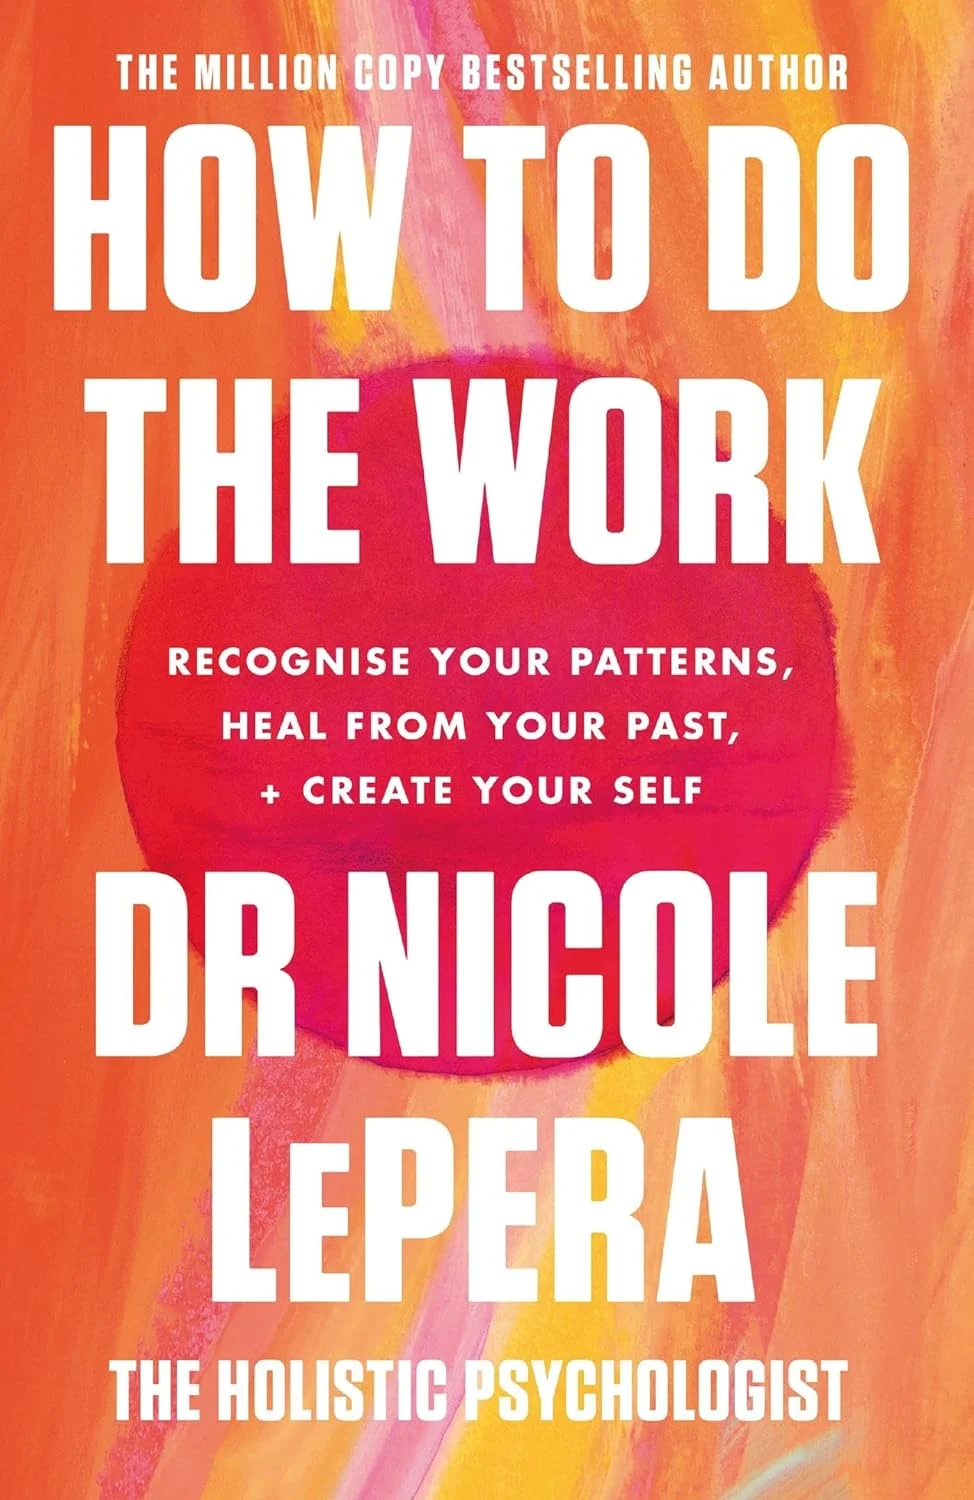 THE MILLION COPY BESTSELLING AUTHOR
HOW TO DO
THE WORK
RECOGNISE YOUR PATTERNS,
HEAL FROM YOUR PAST,
+ CREATE YOUR SELF
DR NICOLE
LEPERA
THE HOLISTIC PSYCHOLOGIST